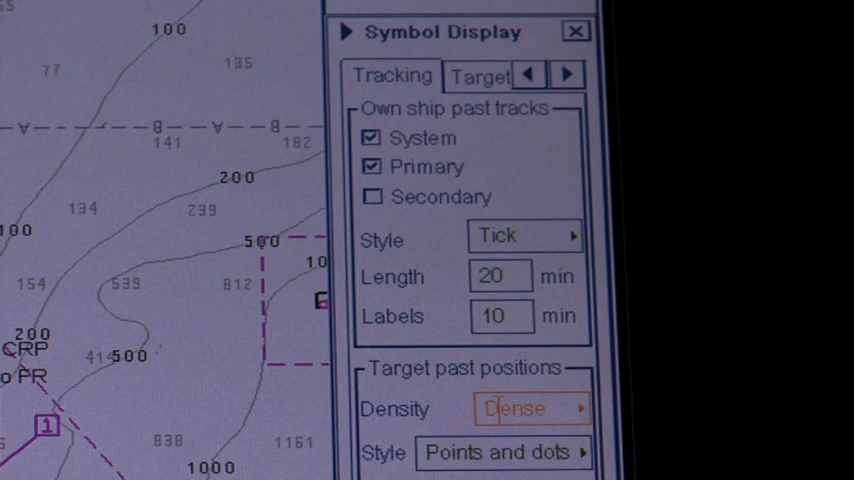 100
77
135
A B A B
141
182
200
134
239
100
500
10
154
539
812
E
200
CRP
414 500
o PR
1
838
1161
1000
Symbol Display
Tracking Target
Own ship past tracks
System
Primary
Secondary
Style Tick
Length 20 min
Labels 10 min
Target past positions
Density Dense
Style Points and dots